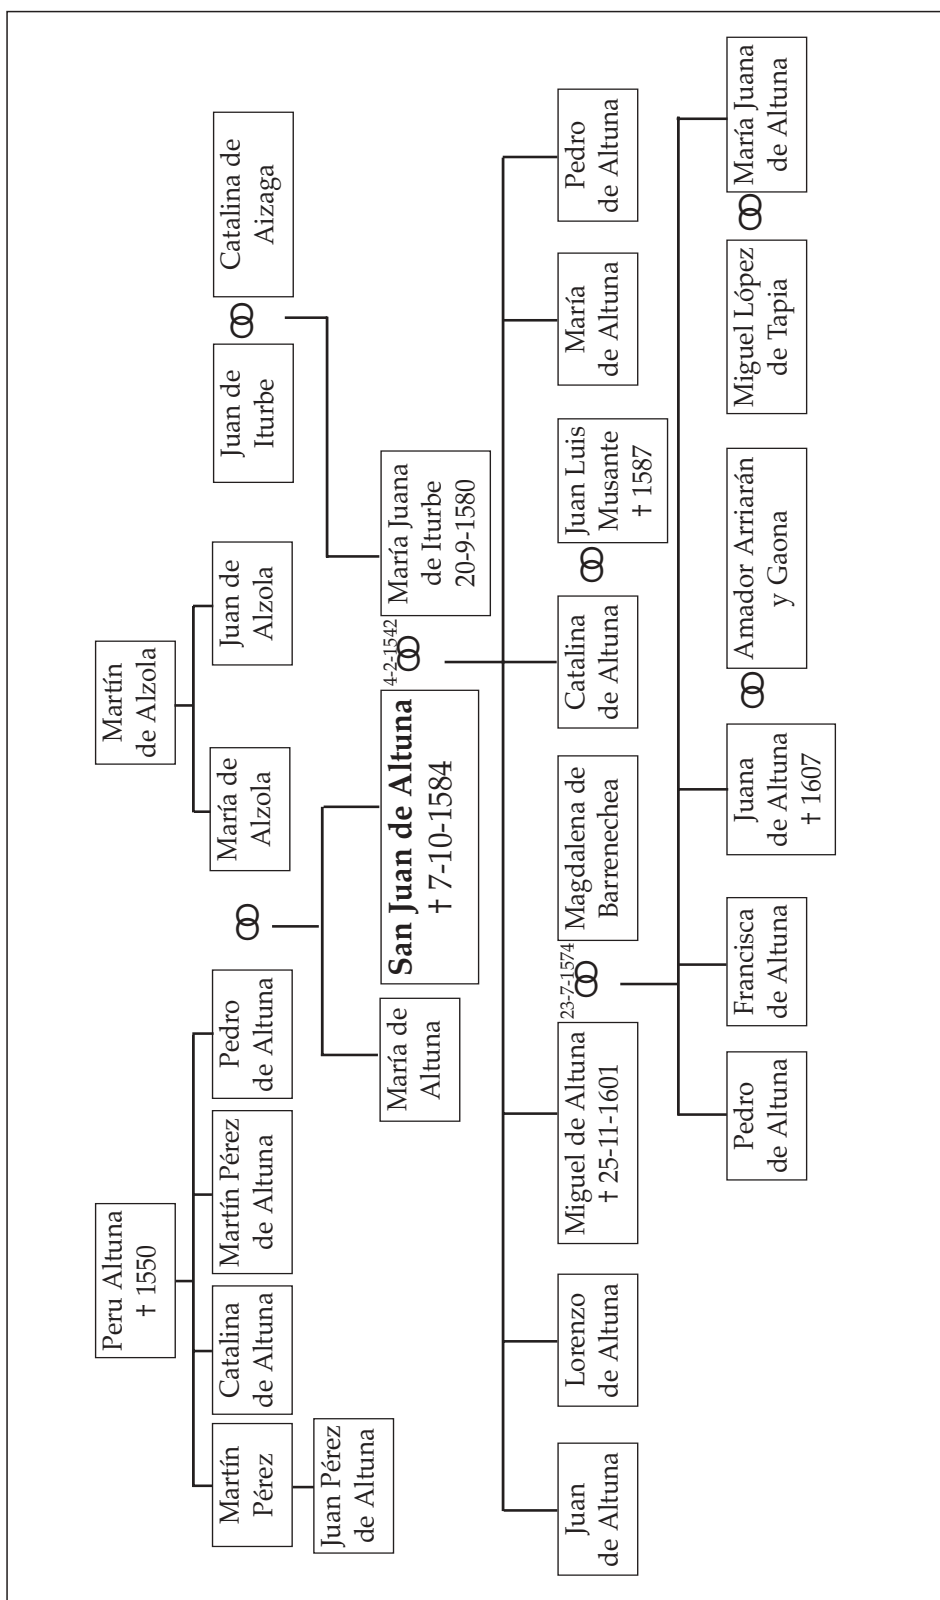 Peru Altuna
† 1550
Martín
de Alzola
Martín
Pérez
Catalina
de Altuna
Martín Pérez
de Altuna
Pedro
de Altuna
María de
Alzola
Juan de
Alzola
Juan de
Iturbe
Catalina de
Aizaga
Juan Pérez
de Altuna
María de
Altuna
San Juan de Altuna
† 7-10-1584
4-2-1542
María Juana
de Iturbe
20-9-1580
Juan
de Altuna
Lorenzo
de Altuna
Miguel de Altuna
† 25-11-1601
23-7-1574
Magdalena de
Barrenechea
Catalina
de Altuna
Juan Luis
Musante
† 1587
María
de Altuna
Pedro
de Altuna
Pedro
de Altuna
Francisca
de Altuna
Juana
de Altuna
† 1607
Amador Arriarán
y Gaona
Miguel López
de Tapia
María Juana
de Altuna